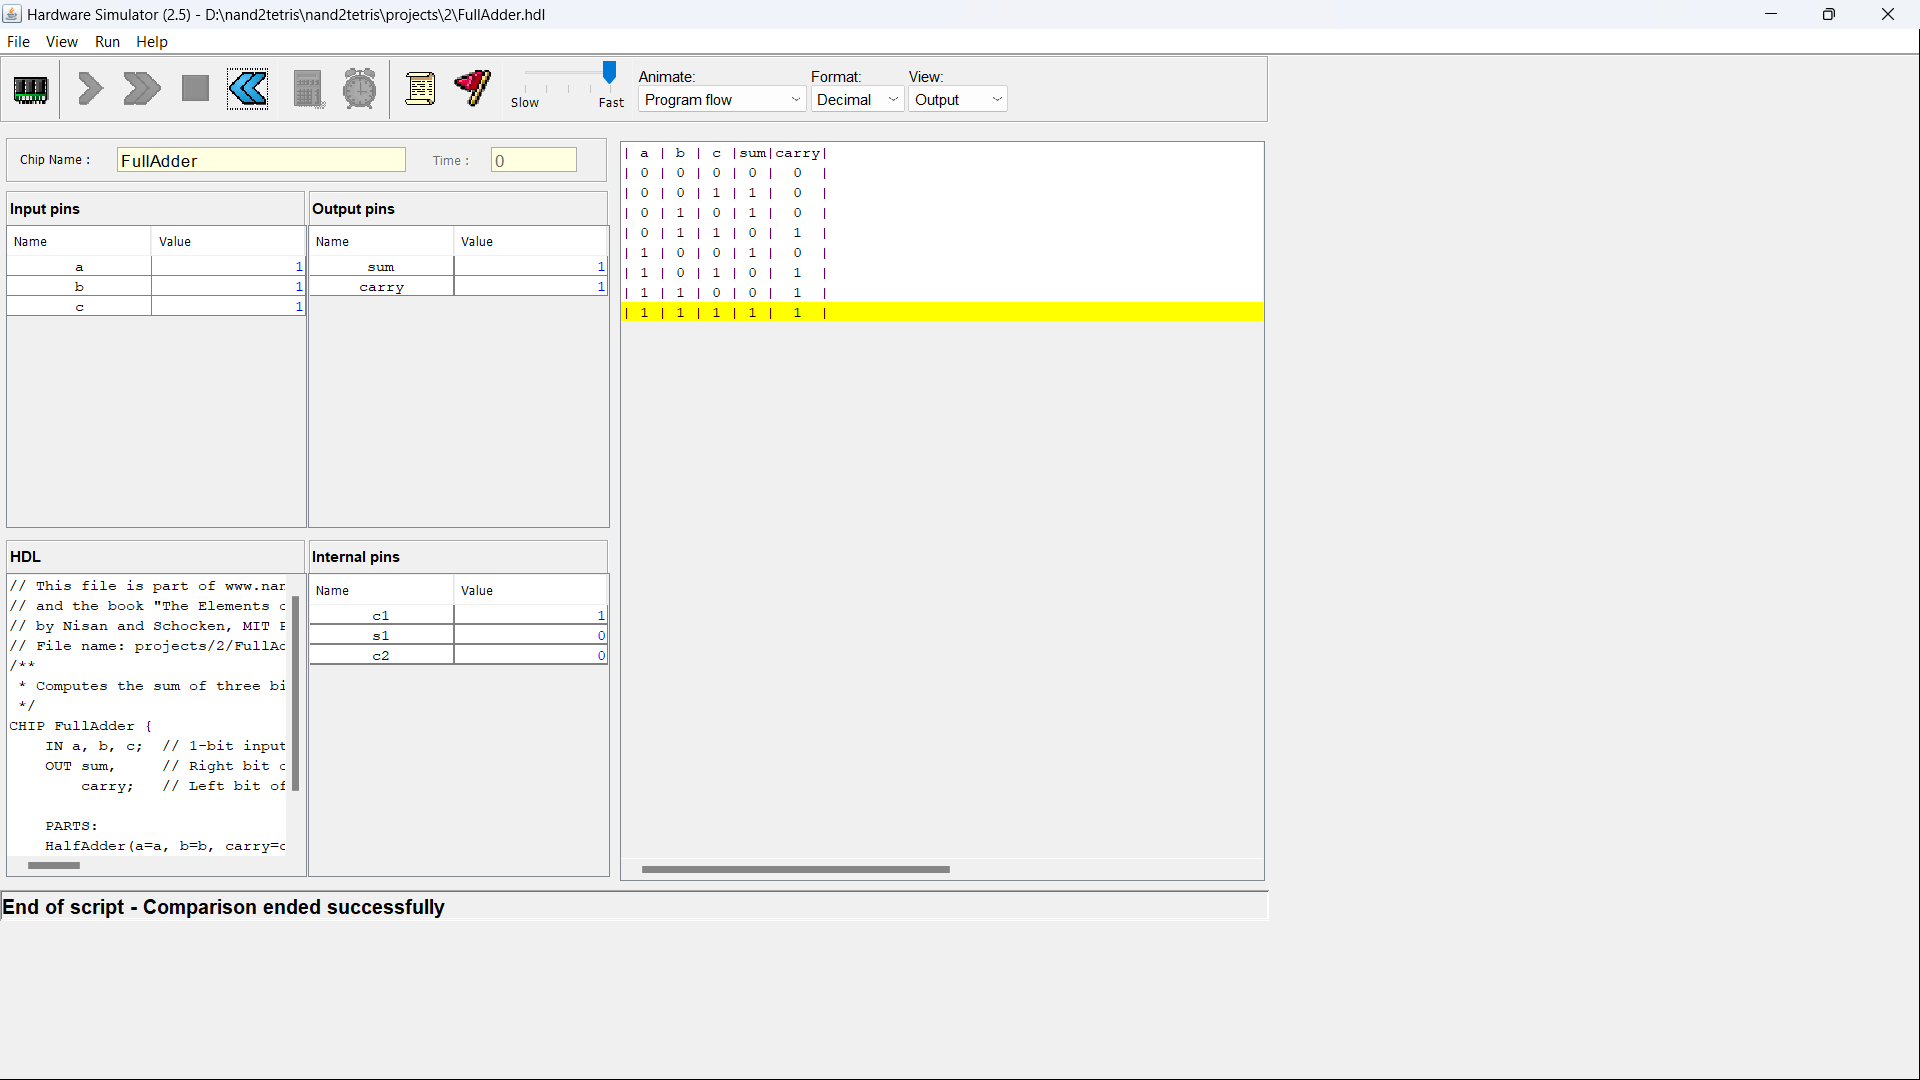 Hardware Simulator (2.5) - D:\nand2tetris\nand2tetris\projects\2\FullAdder.hdl
File View Run Help
Slow Fast
Animate: Format: View:
Program flow Decimal Output
Chip Name : FullAdder Time : 0
Input pins
Name Value
a 1
b 1
c 1
Output pins
Name Value
sum 1
carry 1
HDL
// This file is part of www.nan
// and the book "The Elements o
// by Nisan and Schocken, MIT P
// File name: projects/2/FullAd
/**
* Computes the sum of three bi
*/
CHIP FullAdder {
IN a, b, c; // 1-bit input
OUT sum, // Right bit o
carry; // Left bit of
PARTS:
HalfAdder(a=a, b=b, carry=c
Internal pins
Name Value
c1 1
s1 0
c2 0
| a | b | c |sum|carry|
| 0 | 0 | 0 | 0 | 0 |
| 0 | 0 | 1 | 1 | 0 |
| 0 | 1 | 0 | 1 | 0 |
| 0 | 1 | 1 | 0 | 1 |
| 1 | 0 | 0 | 1 | 0 |
| 1 | 0 | 1 | 0 | 1 |
| 1 | 1 | 0 | 0 | 1 |
| 1 | 1 | 1 | 1 | 1 |
End of script - Comparison ended successfully